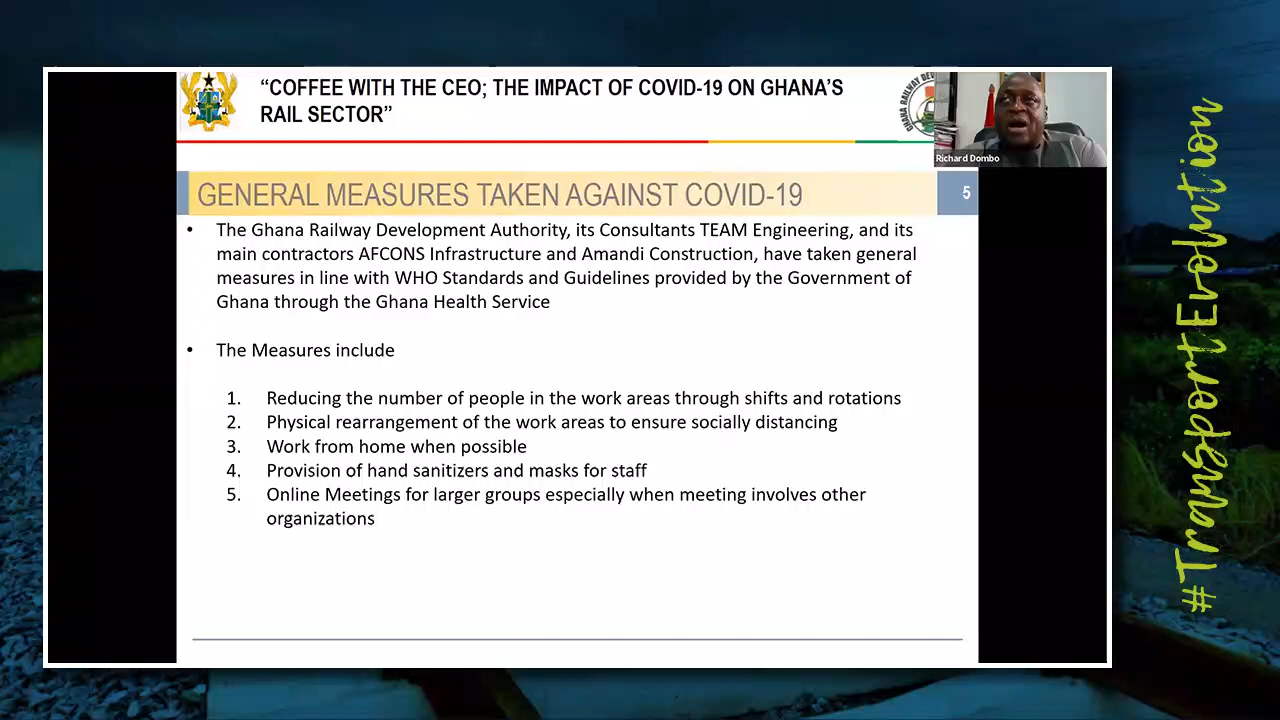 “COFFEE WITH THE CEO; THE IMPACT OF COVID-19 ON GHANA’S
RAIL SECTOR”
GHANA RAILWAY DEV
Richard Dombo
GENERAL MEASURES TAKEN AGAINST COVID-19
5
• The Ghana Railway Development Authority, its Consultants TEAM Engineering, and its
main contractors AFCONS Infrastructure and Amandi Construction, have taken general
measures in line with WHO Standards and Guidelines provided by the Government of
Ghana through the Ghana Health Service
• The Measures include
1. Reducing the number of people in the work areas through shifts and rotations
2. Physical rearrangement of the work areas to ensure socially distancing
3. Work from home when possible
4. Provision of hand sanitizers and masks for staff
5. Online Meetings for larger groups especially when meeting involves other
organizations
#TransportEvolution